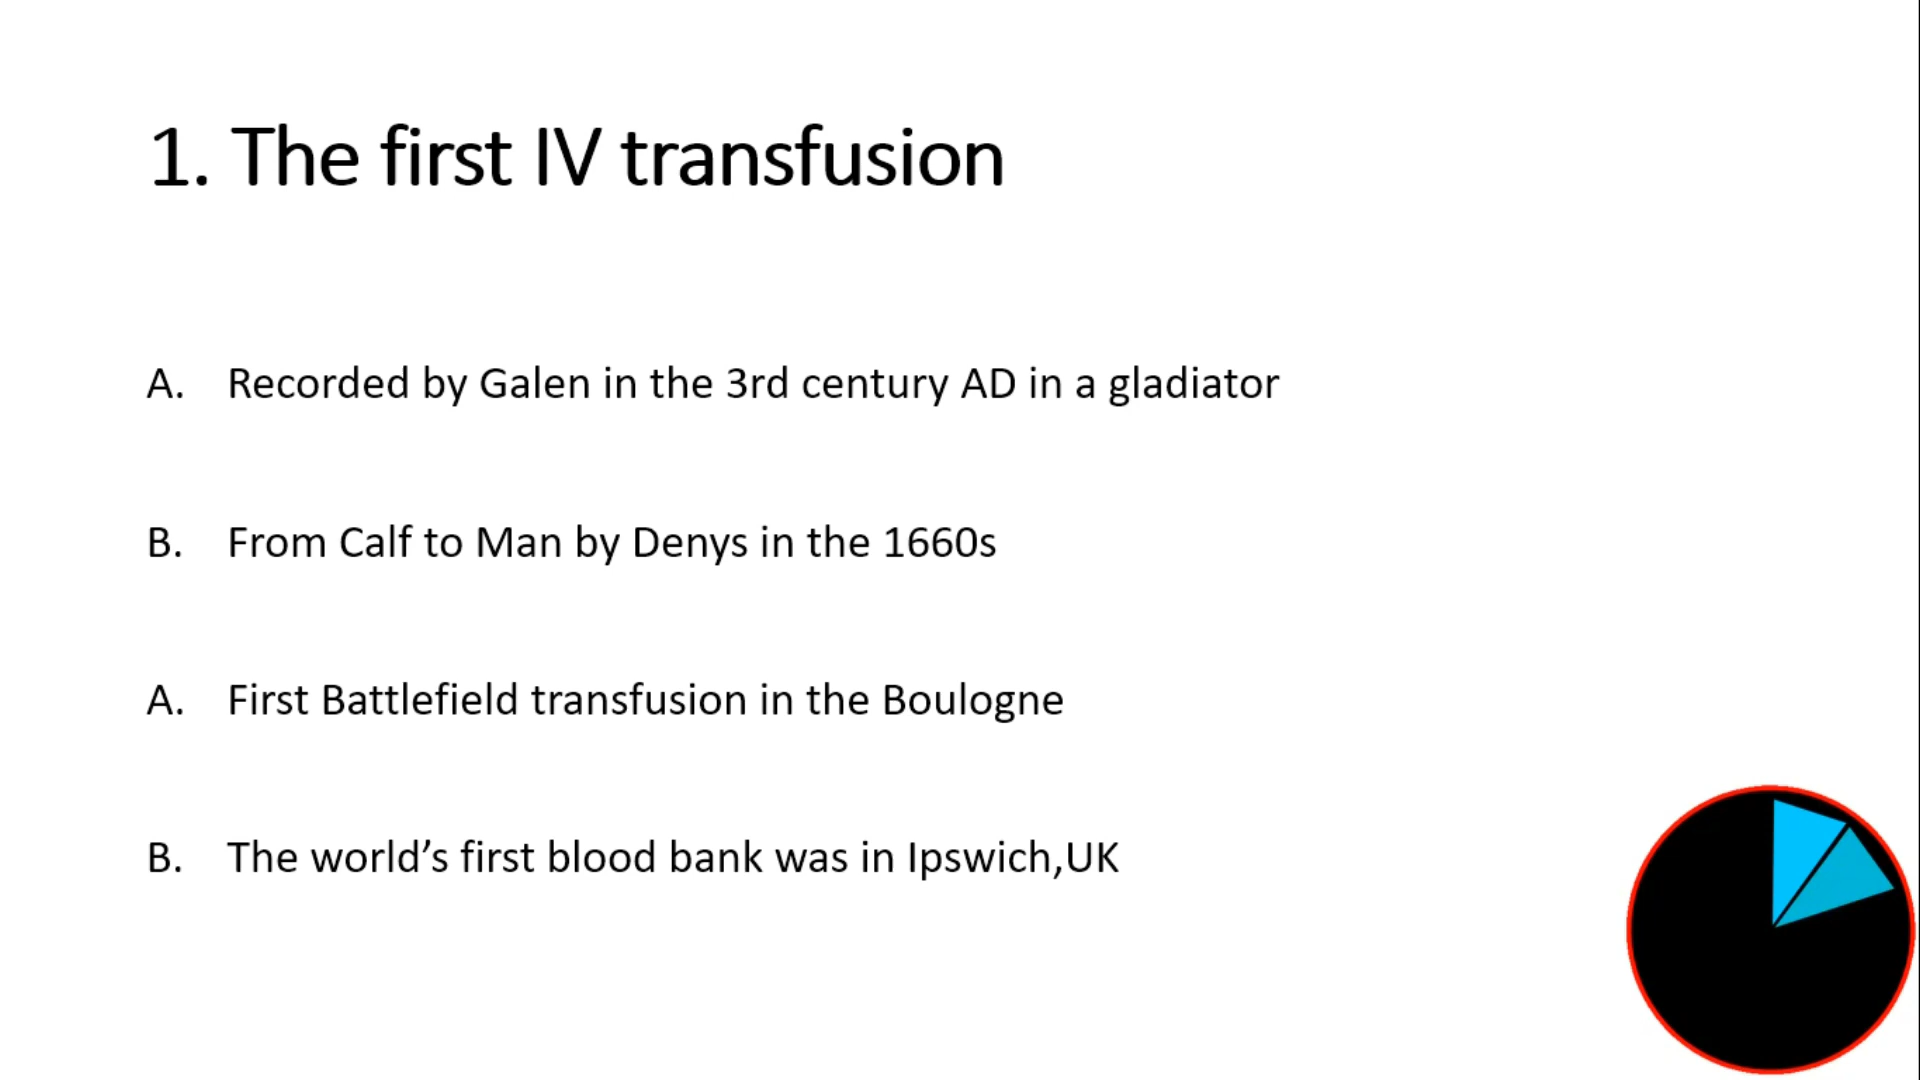 1. The first IV transfusion
A. Recorded by Galen in the 3rd century AD in a gladiator
B. From Calf to Man by Denys in the 1660s
A. First Battlefield transfusion in the Boulogne
B. The world’s first blood bank was in Ipswich,UK